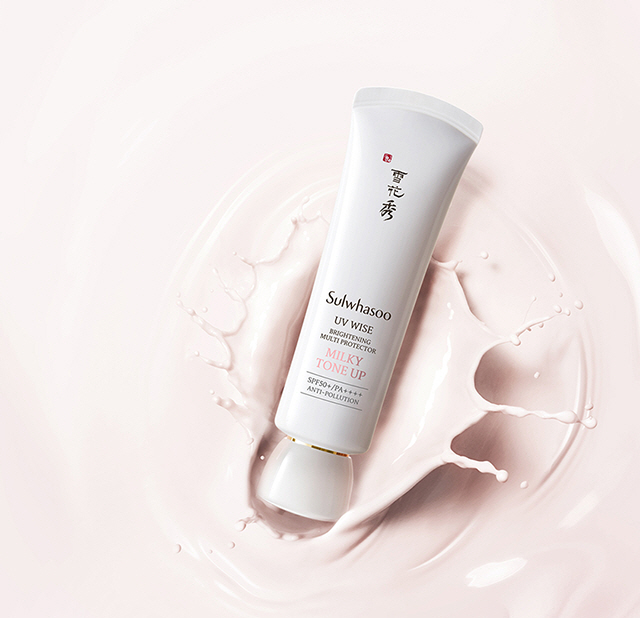 雪花秀
Sulwhasoo
UV WISE
BRIGHTENING
MULTI PROTECTOR
MILKY
TONE UP
SPF50+/PA++++
ANTI-POLLUTION